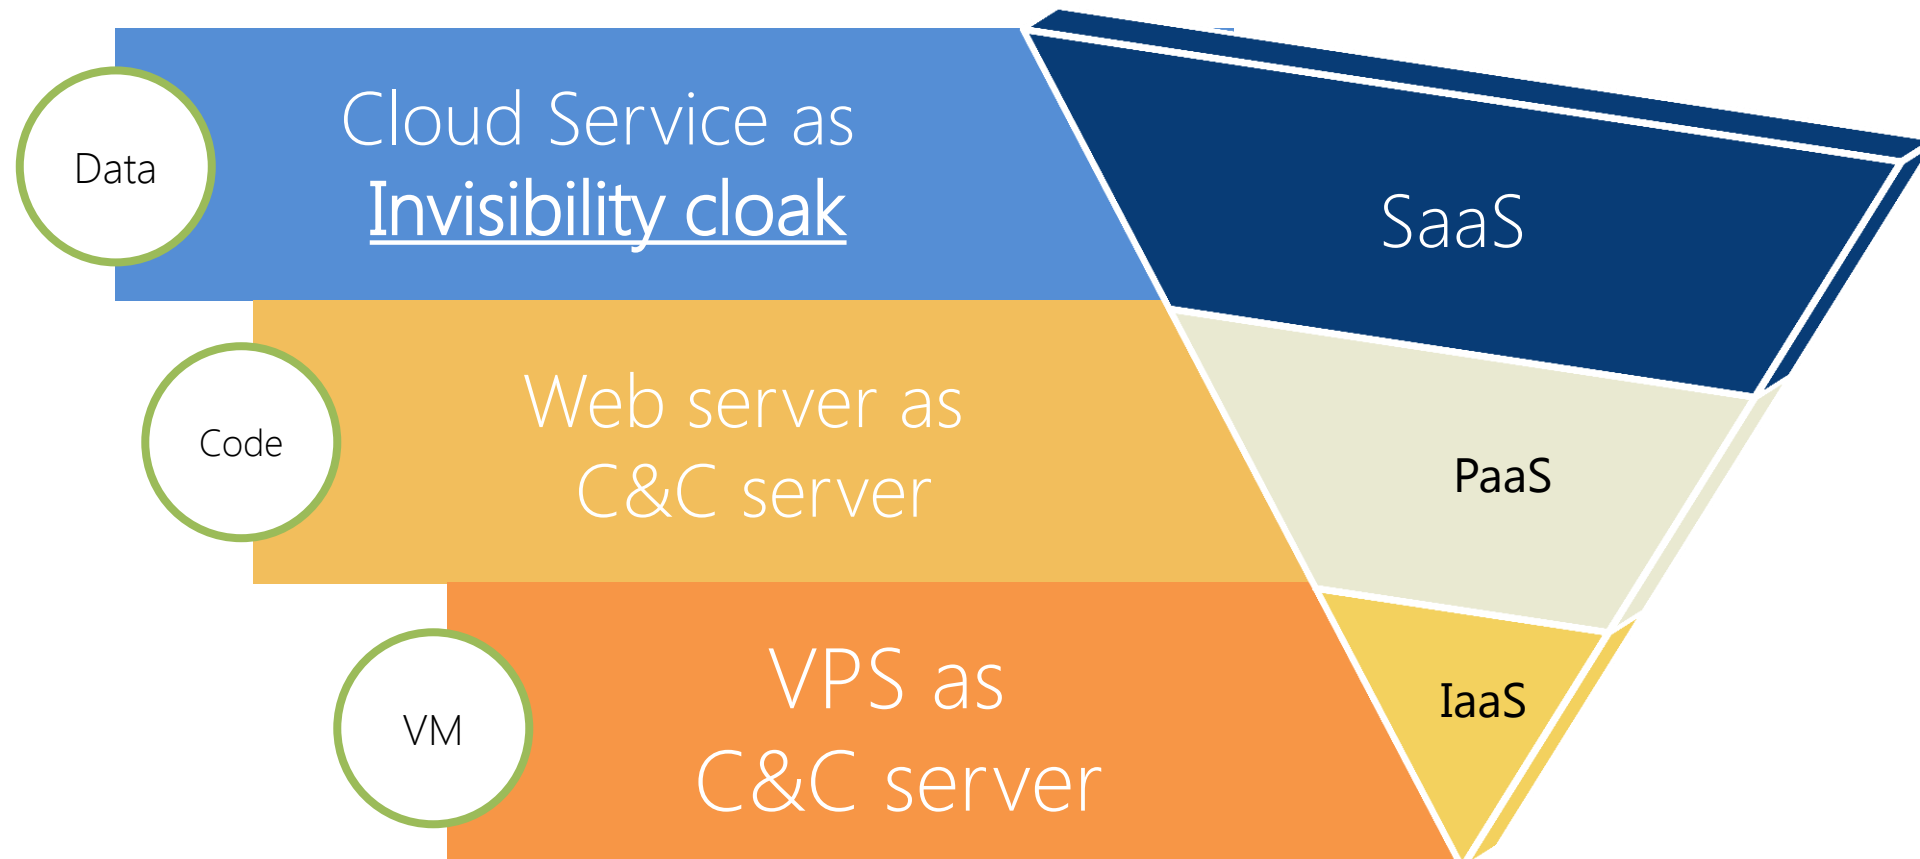 Data
Cloud Service as
Invisibility cloak
SaaS
Code
Web server as
C&C server
PaaS
VM
VPS as
C&C server
IaaS